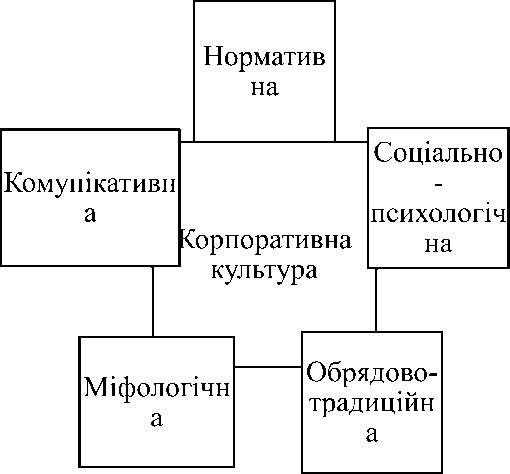 Норматив
на
Соціально
-
психологіч
на
Комунікативн
а
Корпоративна
культура
Міфологічн
а
Обрядово-
традиційн
а